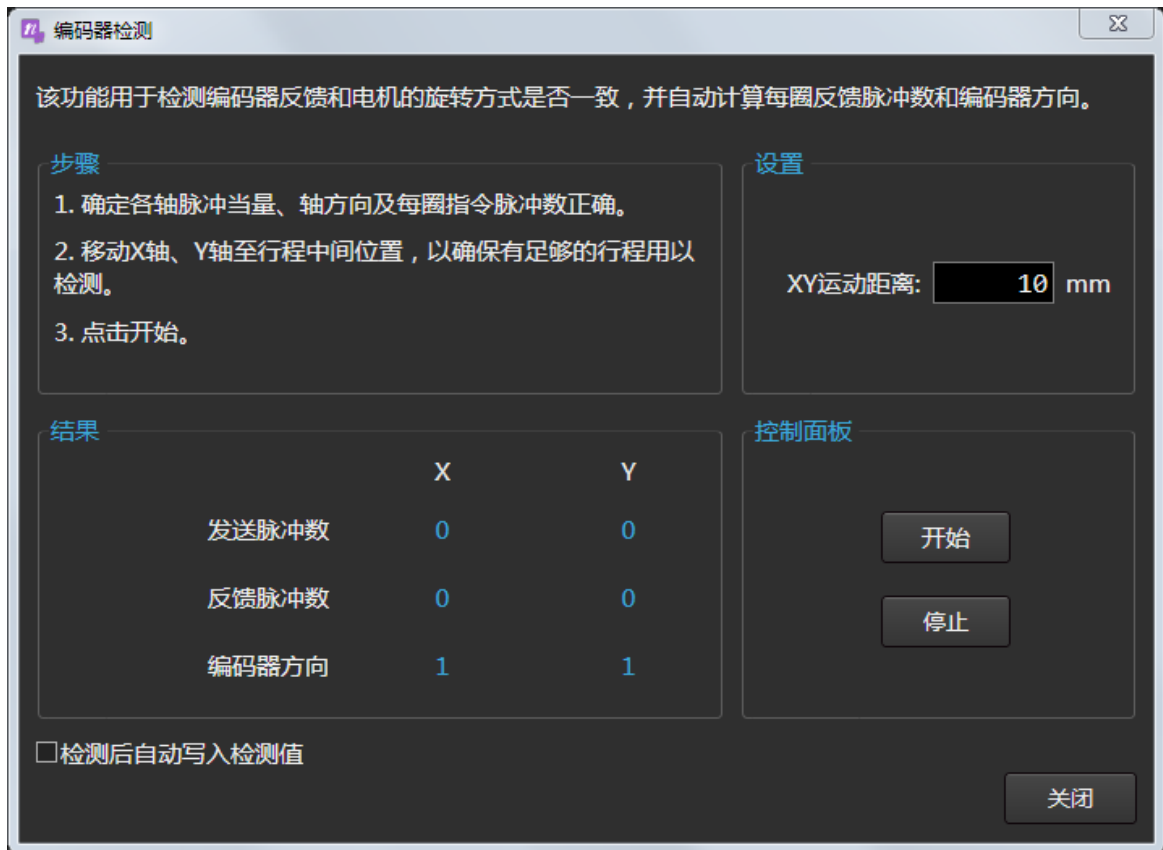 编码器检测
该功能用于检测编码器反馈和电机的旋转方式是否一致，并自动计算每圈反馈脉冲数和编码器方向。
步骤
1. 确定各轴脉冲当量、轴方向及每圈指令脉冲数正确。
2. 移动X轴、Y轴至行程中间位置，以确保有足够的行程用以
检测。
3. 点击开始。
设置
XY运动距离: 10 mm
结果
X Y
发送脉冲数 0 0
反馈脉冲数 0 0
编码器方向 1 1
控制面板
开始
停止
检测后自动写入检测值
关闭